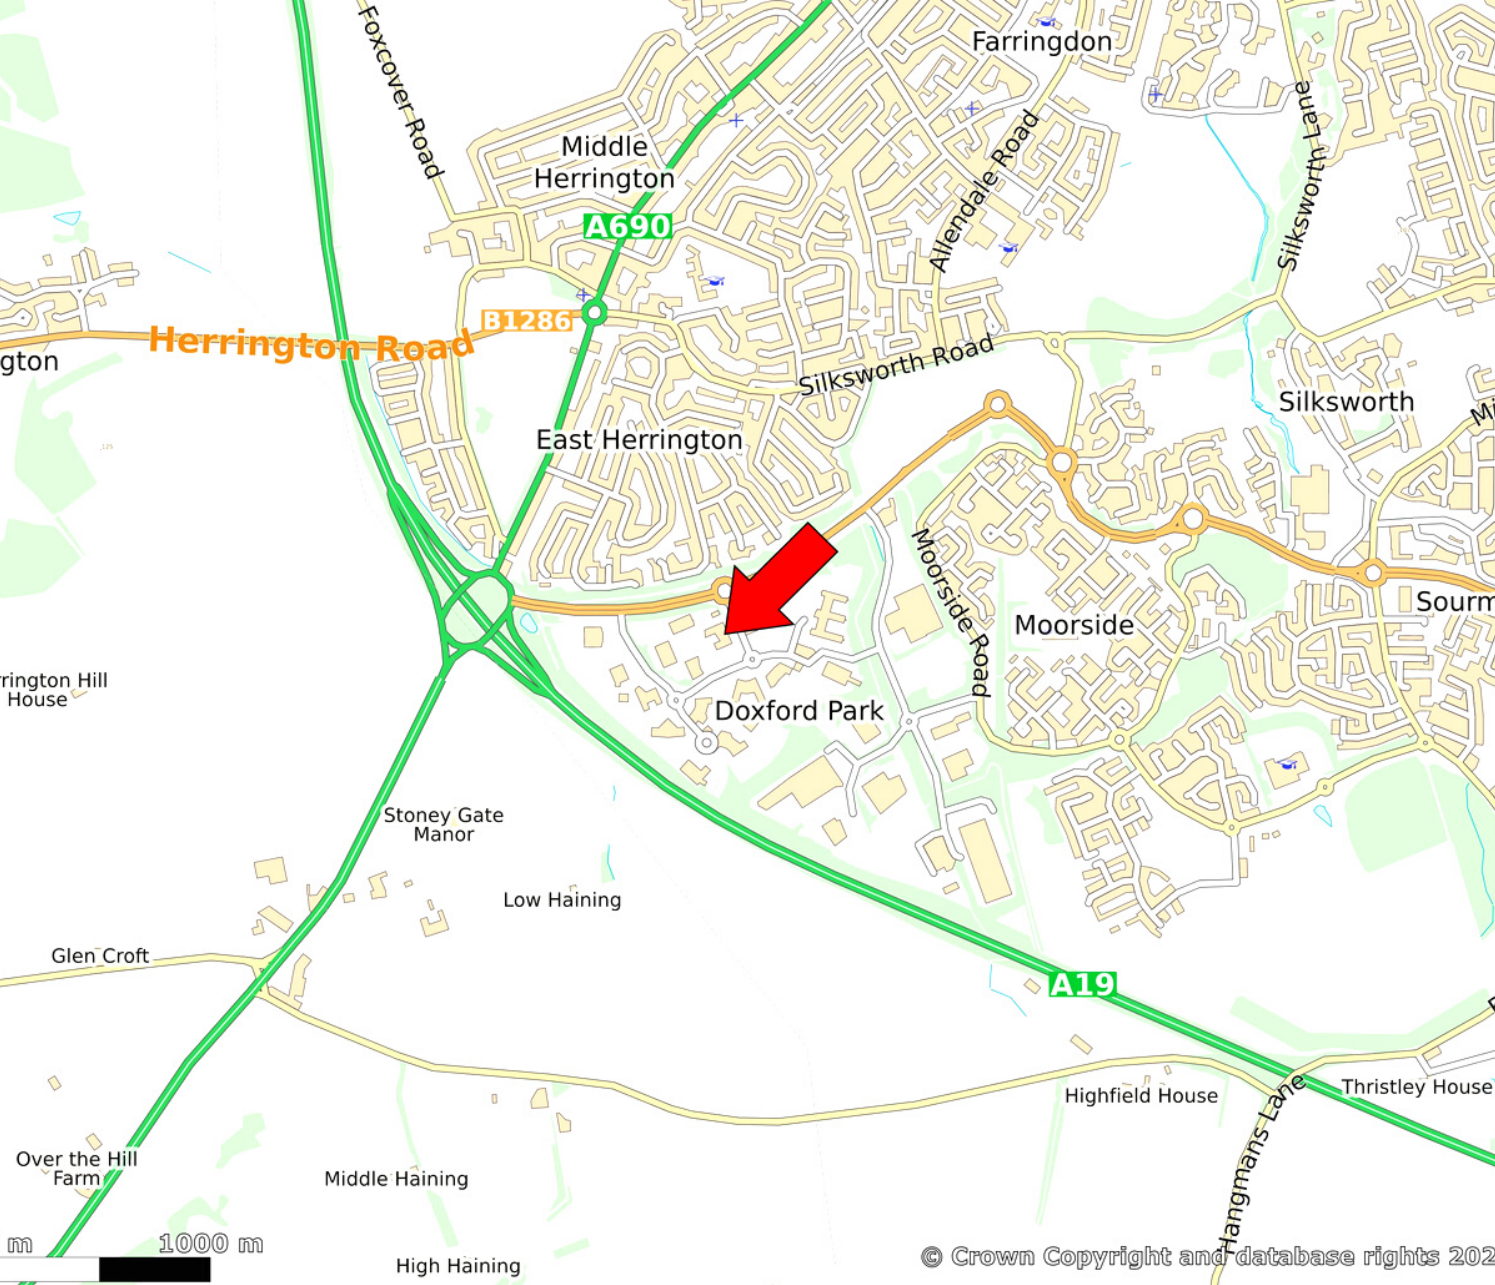 Foxcover Road
Farringdon
Middle
Herrington
Silksworth Lane
Allendale Road
A690
B1286
Herrington Road
gton
Silksworth Road
Silksworth
Mi
East Herrington
Moorside Road
Moorside
Sourm
rrington Hill
House
Doxford Park
Stoney Gate
Manor
Low Haining
Glen Croft
A19
Highfield House
Thristley House
Hangmans Lane
Over the Hill
Farm
Middle Haining
High Haining
m
1000 m
© Crown Copyright and database rights 202